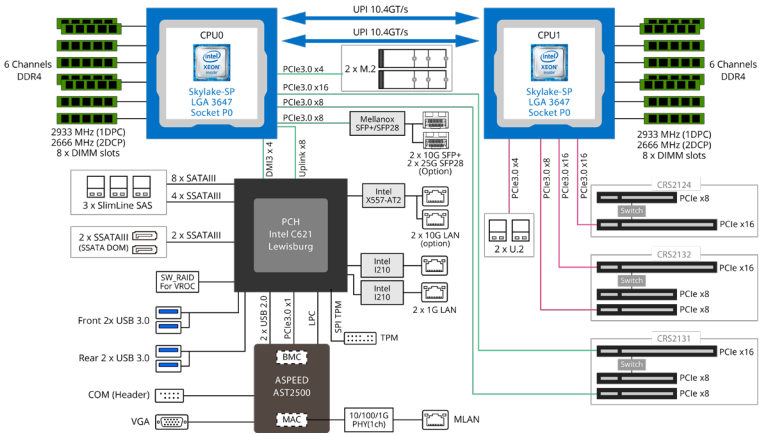 UPI 10.4GT/s
UPI 10.4GT/s
CPU0
intel
XEON
inside
Skylake-SP
LGA 3647
Socket P0
CPU1
intel
XEON
inside
Skylake-SP
LGA 3647
Socket P0
6 Channels
DDR4
2933 MHz (1DPC)
2666 MHz (2DCP)
8 x DIMM slots
6 Channels
DDR4
2933 MHz (1DPC)
2666 MHz (2DCP)
8 x DIMM slots
PCIe3.0 x4
2 x M.2
PCIe3.0 x16
PCIe3.0 x8
PCIe3.0 x8
Mellanox
SFP+/SFP28
2 x 10G SFP+
2 x 25G SFP28
(Option)
DMI3 x 4
Uplink x8
PCIe3.0 x4
PCIe3.0 x8
PCIe3.0 x16
PCIe3.0 x16
2 x U.2
8 x SATAIII
4 x SSATAIII
3 x SlimLine SAS
2 x SSATAIII
(SSATA DOM)
2 x SSATAIII
PCH
Intel C621
Lewisburg
Intel
X557-AT2
2 x 10G LAN
(option)
Intel
I210
Intel
I210
2 x 1G LAN
SW_RAID
For VROC
Front 2x USB 3.0
Rear 2 x USB 3.0
2 x USB 2.0
PCIe3.0 x1
LPC
SPI TPM
TPM
BMC
ASPEED
AST2500
MAC
COM (Header)
VGA
10/100/1G
PHY(1ch)
MLAN
CRS2124
PCIe x8
Switch
PCIe x16
CRS2132
PCIe x16
Switch
PCIe x8
PCIe x8
CRS2131
PCIe x16
Switch
PCIe x8
PCIe x8